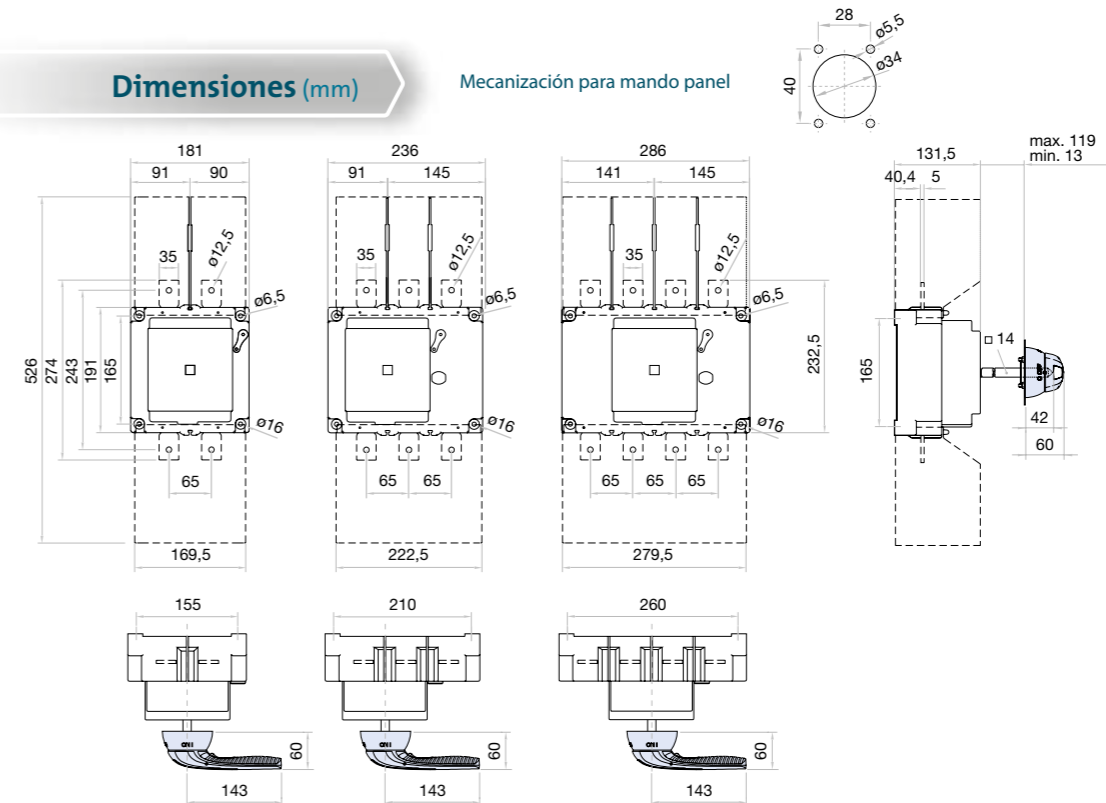 Dimensiones (mm)
Mecanización para mando panel
28
ø5,5
ø34
40
181
91 90
35
ø12,5
ø6,5
526
274
243
191
165
ø16
65
169,5
236
91 145
35
ø12,5
ø6,5
ø16
65 65
222,5
286
141 145
35
ø12,5
ø6,5
232,5
ø16
65 65 65
279,5
131,5
max. 119
min. 13
40,4 5
165
□ 14
42
60
155
ON I
60
143
210
ON I
60
143
260
ON I
60
143